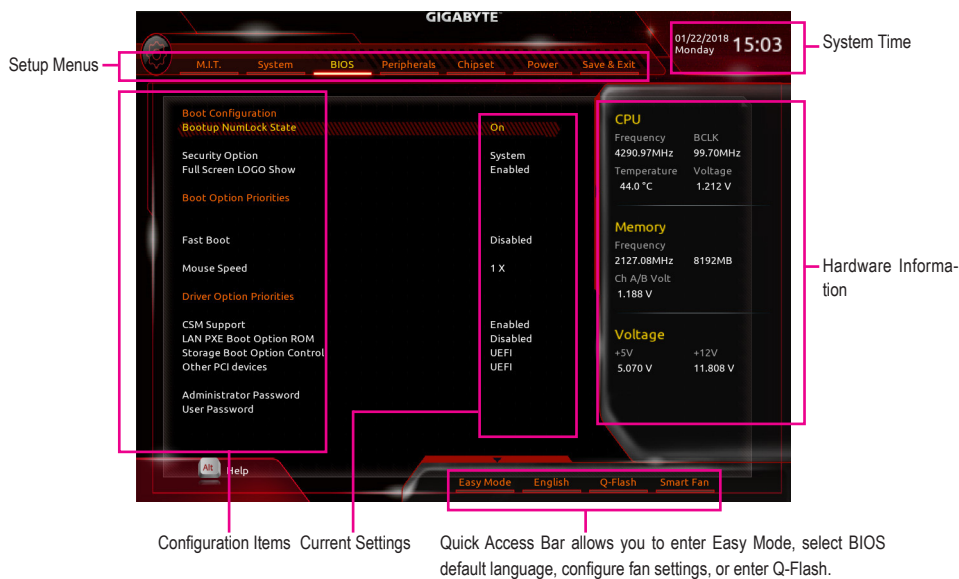 GIGABYTE
01/22/2018
Monday
15:03
System Time
Setup Menus
M.I.T. System BIOS Peripherals Chipset Power Save & Exit
Boot Configuration
Bootup NumLock State On
Security Option System
Full Screen LOGO Show Enabled
Boot Option Priorities
Fast Boot Disabled
Mouse Speed 1 X
Driver Option Priorities
CSM Support Enabled
LAN PXE Boot Option ROM Disabled
Storage Boot Option Control UEFI
Other PCI devices UEFI
Administrator Password
User Password
CPU
Frequency BCLK
4290.97MHz 99.70MHz
Temperature Voltage
44.0 °C 1.212 V
Memory
Frequency
2127.08MHz 8192MB
Ch A/B Volt
1.188 V
Voltage
+5V +12V
5.070 V 11.808 V
Hardware Informa-
tion
Alt Help
Easy Mode English Q-Flash Smart Fan
Configuration Items Current Settings
Quick Access Bar allows you to enter Easy Mode, select BIOS
default language, configure fan settings, or enter Q-Flash.